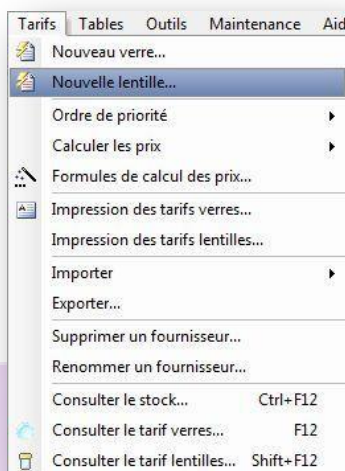 Tarifs Tables Outils Maintenance Aid
Nouveau verre...
Nouvelle lentille...
Ordre de priorité
Calculer les prix
Formules de calcul des prix...
Impression des tarifs verres...
Impression des tarifs lentilles...
Importer
Exporter...
Supprimer un fournisseur...
Renommer un fournisseur...
Consulter le stock... Ctrl+F12
Consulter le tarif verres... F12
Consulter le tarif lentilles... Shift+F12